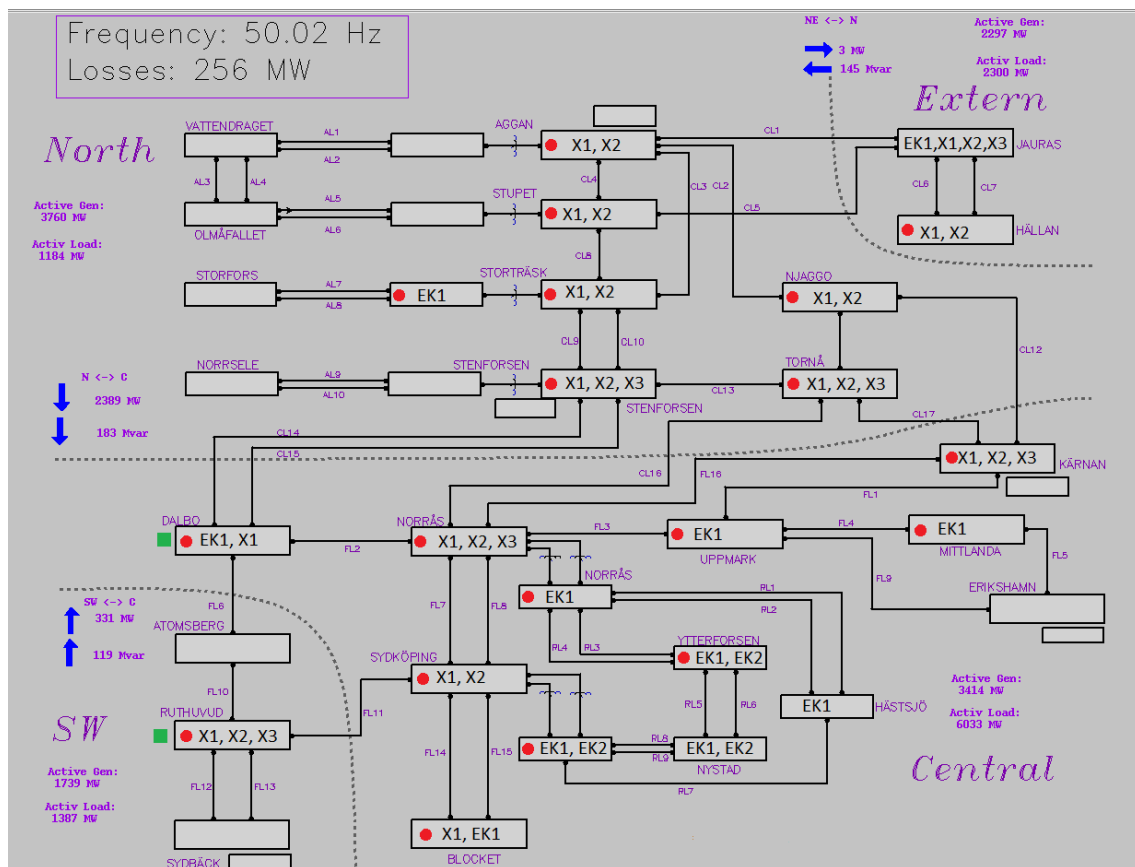 Frequency: 50.02 Hz
Losses: 256 MW
NE <-> N
3 MW
145 Mvar
Active Gen:
2297 MW
Activ Load:
2300 MW
Extern
North
Active Gen:
3760 MW
Activ Load:
1184 MW
VATTENDRAGET
AL1
AL2
AGGAN
X1, X2
CL1
EK1,X1,X2,X3
JAURAS
AL3
AL4
CL4
CL3
CL2
CL6
CL7
AL5
AL6
OLMÅFALLET
STUPET
X1, X2
CL5
X1, X2
HÄLLAN
CL8
STORFORS
AL7
AL8
EK1
STORTRÄSK
X1, X2
NJAGGO
X1, X2
CL9
CL10
CL12
NORRSELE
AL9
AL10
STENFORSEN
X1, X2, X3
STENFORSEN
CL13
TORNÅ
X1, X2, X3
N <-> C
2389 MW
183 Mvar
CL14
CL15
CL17
CL16
FL16
X1, X2, X3
KÄRNAN
FL1
DALBO
EK1, X1
FL2
NORRÅS
X1, X2, X3
FL3
EK1
UPPMARK
FL4
EK1
MITTLANDA
FL5
FL9
ERIKSHAMN
SW <-> C
331 MW
119 Mvar
FL6
ATOMSBERG
FL7
FL8
NORRÅS
EK1
RL1
RL2
RL4
RL3
YTTERFORSEN
EK1, EK2
SYDKÖPING
X1, X2
FL10
RL5
RL6
EK1
HÄSTSJÖ
Active Gen:
3414 MW
Activ Load:
6033 MW
SW
RUTHUVUD
X1, X2, X3
FL11
FL14
FL15
EK1, EK2
RL8
RL9
EK1, EK2
NYSTAD
RL7
Central
Active Gen:
1739 MW
Activ Load:
1387 MW
FL12
FL13
X1, EK1
BLOCKET
SYDBÄCK